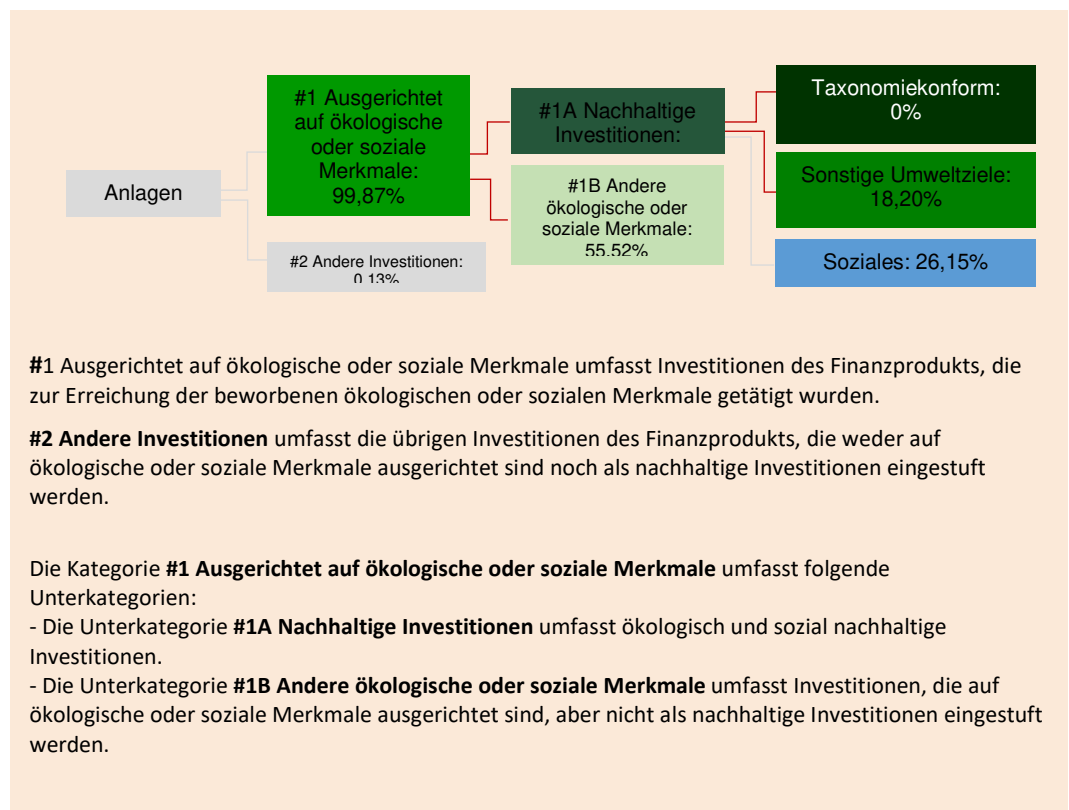 Anlagen
#1 Ausgerichtet
auf ökologische
oder soziale
Merkmale:
99,87%
#2 Andere Investitionen:
0,13%
#1A Nachhaltige
Investitionen:
#1B Andere
ökologische oder
soziale Merkmale:
55,52%
Taxonomiekonform:
0%
Sonstige Umweltziele:
18,20%
Soziales: 26,15%
#1 Ausgerichtet auf ökologische oder soziale Merkmale umfasst Investitionen des Finanzprodukts, die
zur Erreichung der beworbenen ökologischen oder sozialen Merkmale getätigt wurden.
#2 Andere Investitionen umfasst die übrigen Investitionen des Finanzprodukts, die weder auf
ökologische oder soziale Merkmale ausgerichtet sind noch als nachhaltige Investitionen eingestuft
werden.
Die Kategorie #1 Ausgerichtet auf ökologische oder soziale Merkmale umfasst folgende
Unterkategorien:
- Die Unterkategorie #1A Nachhaltige Investitionen umfasst ökologisch und sozial nachhaltige
Investitionen.
- Die Unterkategorie #1B Andere ökologische oder soziale Merkmale umfasst Investitionen, die auf
ökologische oder soziale Merkmale ausgerichtet sind, aber nicht als nachhaltige Investitionen eingestuft
werden.